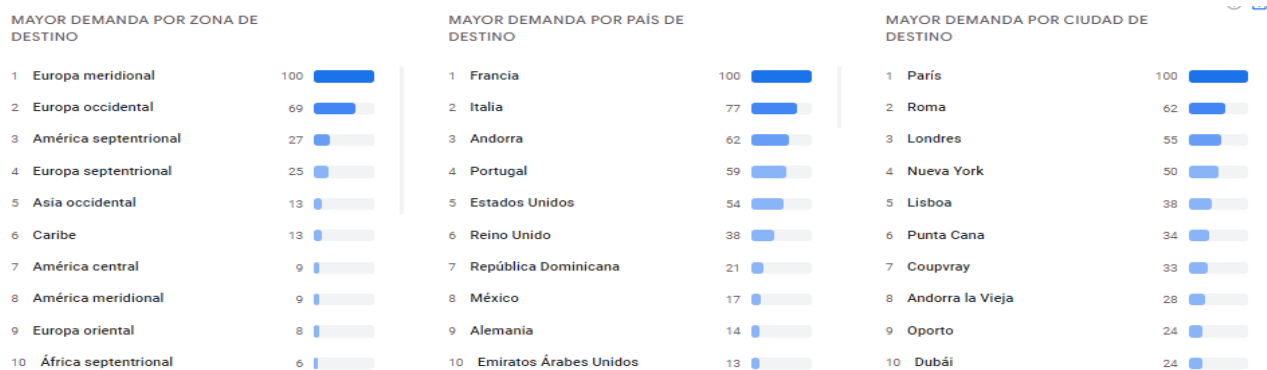 MAYOR DEMANDA POR ZONA DE
DESTINO
1 Europa meridional 100
2 Europa occidental 69
3 América septentrional 27
4 Europa septentrional 25
5 Asia occidental 13
6 Caribe 13
7 América central 9
8 América meridional 9
9 Europa oriental 8
10 África septentrional 6
MAYOR DEMANDA POR PAÍS DE
DESTINO
1 Francia 100
2 Italia 77
3 Andorra 62
4 Portugal 59
5 Estados Unidos 54
6 Reino Unido 38
7 República Dominicana 21
8 México 17
9 Alemania 14
10 Emiratos Árabes Unidos 13
MAYOR DEMANDA POR CIUDAD DE
DESTINO
1 París 100
2 Roma 62
3 Londres 55
4 Nueva York 50
5 Lisboa 38
6 Punta Cana 34
7 Coupvray 33
8 Andorra la Vieja 28
9 Oporto 24
10 Dubái 24